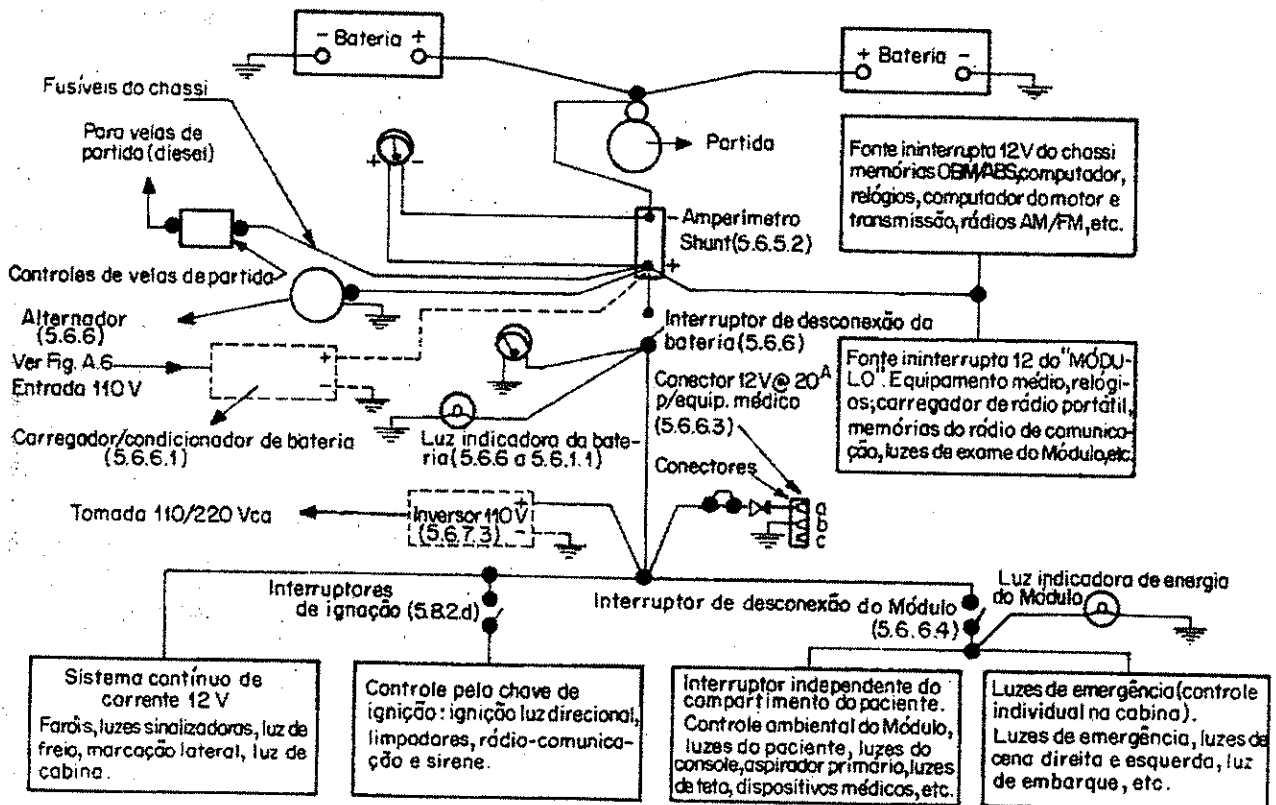 - Bateria +
+ Bateria -
Fusíveis do chassi
Para velas de
partida (diesel)
+ -
Partida
Fonte ininterrupta 12V do chassi
memórias OBM/ABS,computador,
relógios, computador do motor e
transmissão, rádios AM/FM, etc.
- Amperímetro
Shunt(5.6.5.2)
+
Controles de velas de partida
Alternador
(5.6.6)
Ver Fig. A.6
Entrada 110 V
+
-
Carregador/condicionador de bateria
(5.6.6.1)
Interruptor de desconexão da
bateria(5.6.6)
Conector 12V@ 20A
p/equip. médico
(5.6.6.3)
Conectores
Fonte ininterrupta 12 do "MÓDU-
LO". Equipamento médio, relógi-
os,carregador de rádio portátil,
memórias do rádio de comunica-
ção, luzes de exame do Módulo,etc.
Luz indicadora da bate-
ria(5.6.6 a 5.6.1.1)
Tomada 110/220 Vca
Inversor 110V
(5.6.7.3)
+
-
a
b
c
Interruptores
de ignação (5.8.2.d)
Interruptor de desconexão do Módulo
(5.6.6.4)
Luz indicadora de energia
do Módulo
Sistema contínuo de
corrente 12 V
Faróis, luzes sinalizadoras, luz de
freio, marcação lateral, luz de
cabina.
Controle pela chave de
ignição: ignição luz direcional,
limpadores, rádio-comunica-
ção e sirene.
Interruptor independente do
compartimento do paciente.
Controle ambiental do Módulo,
luzes do paciente, luzes do
console,aspirador primário,luzes
de teto, dispositivos médicos, etc.
Luzes de emergência(controle
individual na cabina).
Luzes de emergência, luzes de
cena direita e esquerda, luz
de embarque, etc.